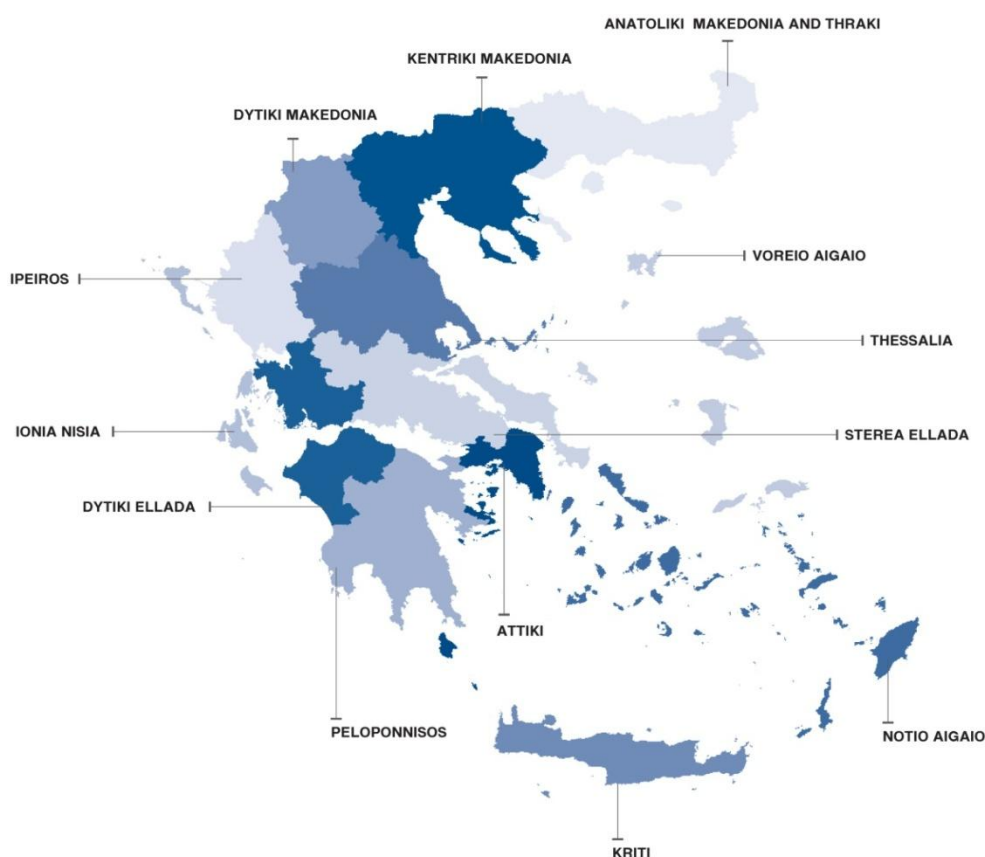 ANATOLIKI MAKEDONIA AND THRAKI
KENTRIKI MAKEDONIA
DYTIKI MAKEDONIA
VOREIO AIGAIO
IPEIROS
THESSALIA
IONIA NISIA
STEREA ELLADA
DYTIKI ELLADA
ATTIKI
PELOPONNISOS
NOTIO AIGAIO
KRITI